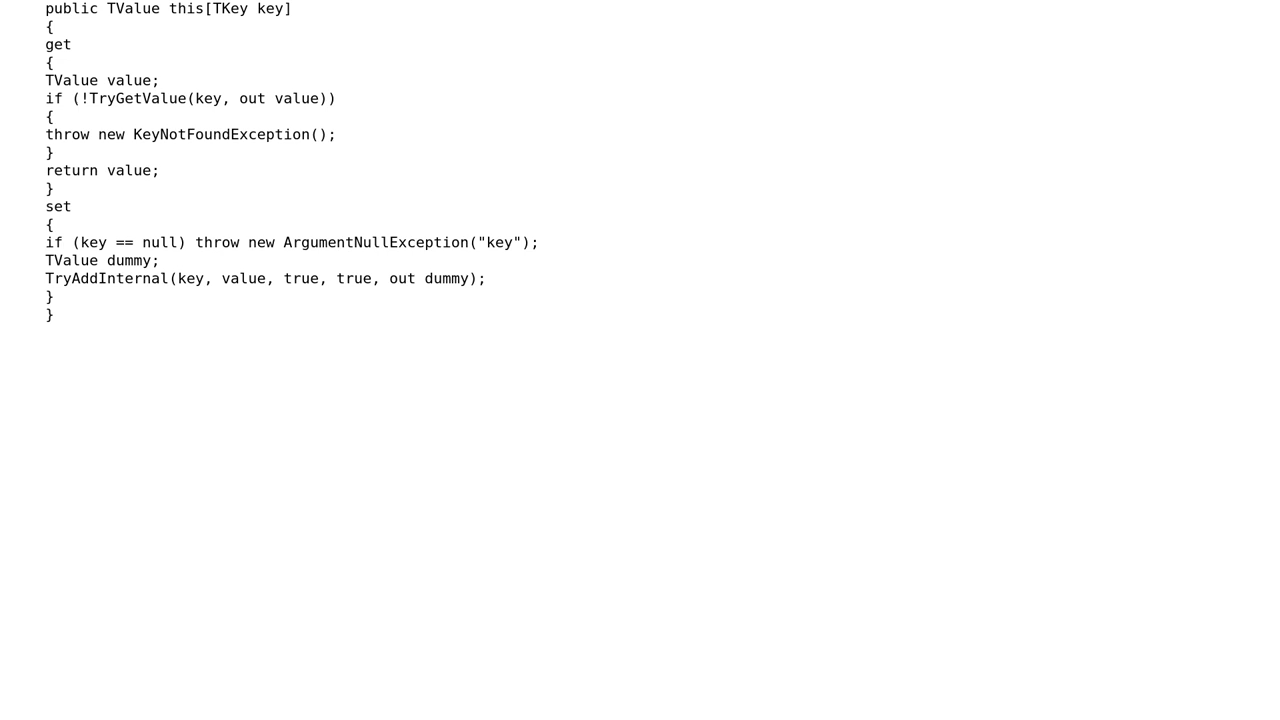 public TValue this[TKey key]
{
get
{
TValue value;
if (!TryGetValue(key, out value))
{
throw new KeyNotFoundException();
}
return value;
}
set
{
if (key == null) throw new ArgumentNullException("key");
TValue dummy;
TryAddInternal(key, value, true, true, out dummy);
}
}